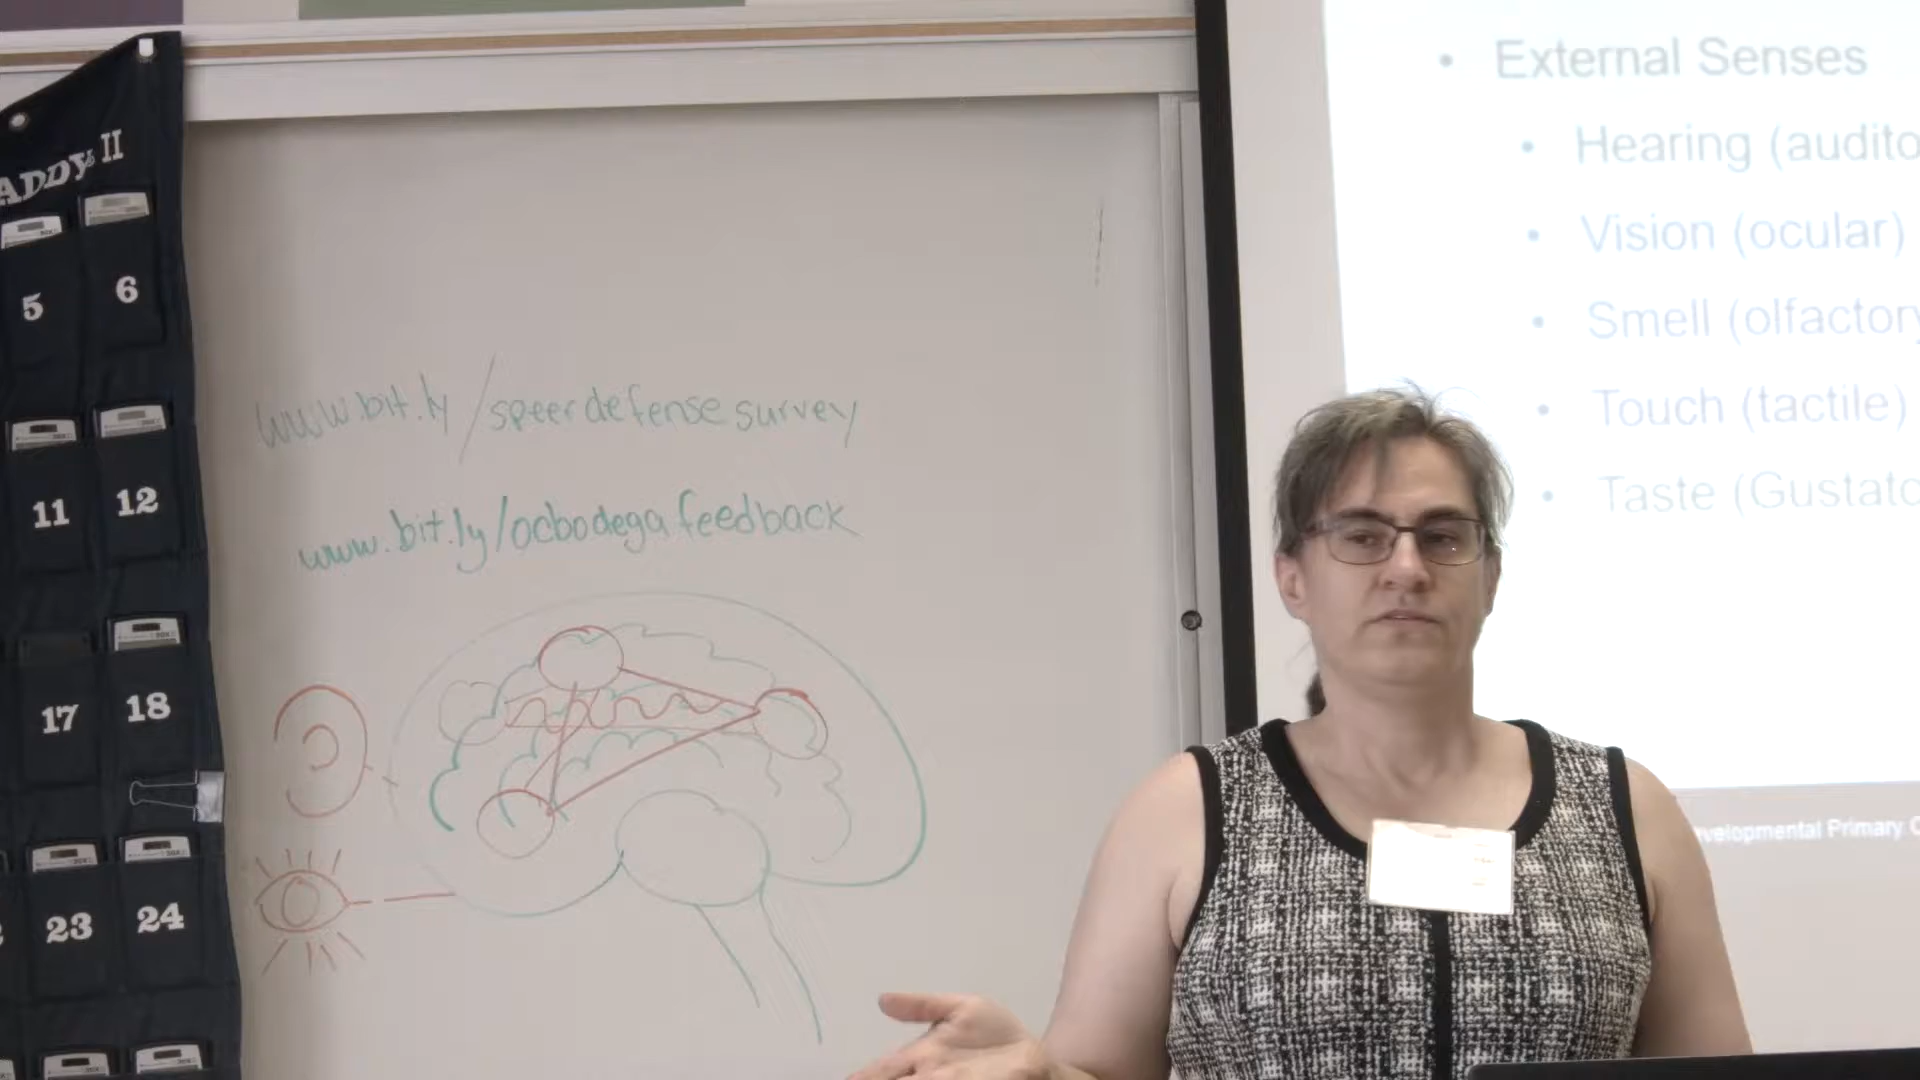 ADDY II
5 6
11 12
17 18
23 24
www.bit.ly/speerdefensesurvey
www.bit.ly/ocbodegafeedback
• External Senses
• Hearing (audito
• Vision (ocular)
• Smell (olfactory
• Touch (tactile)
• Taste (Gustato
velopmental Primary C